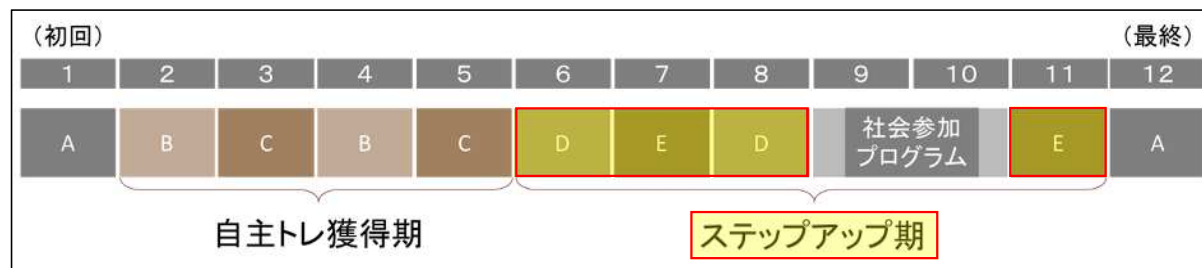 (初回) (最終)
1 2 3 4 5 6 7 8 9 10 11 12
A B C B C D E D 社会参加 E A
プログラム
自主トレ獲得期 ステップアップ期